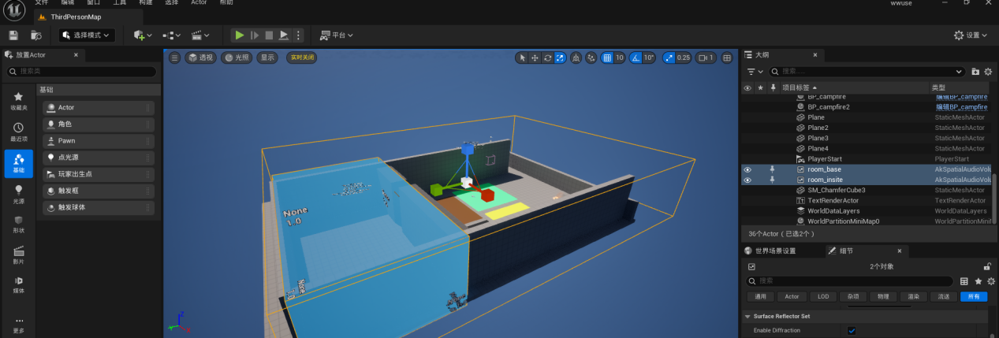 文件 编辑 窗口 工具 构建 选择 Actor 帮助
wwuse
ThirdPersonMap
选择模式
平台
设置
放置Actor
搜索类
收藏夹
最近项
基础
光源
形状
影片
媒体
更多
基础
Actor
角色
Pawn
点光源
玩家出生点
触发框
触发球体
透视 光照 显示 实时关闭
10 10° 0.25 1
None
1.0
None
大纲
搜索...
项目标签 类型
BP_campfire 编辑BP_campfire
BP_campfire2 编辑BP_campfire
Plane StaticMeshActor
Plane2 StaticMeshActor
Plane3 StaticMeshActor
Plane4 StaticMeshActor
PlayerStart PlayerStart
room_base AkSpatialAudioVolu
room_insite AkSpatialAudioVolu
SM_ChamferCube3 StaticMeshActor
TextRenderActor TextRenderActor
WorldDataLayers WorldDataLayers
WorldPartitionMiniMap0 WorldPartitionMini
36个Actor（已选2个）
世界场景设置 细节
2个对象
搜索
通用 Actor LOD 杂项 物理 渲染 流送 所有
Surface Reflector Set
Enable Diffraction
Z